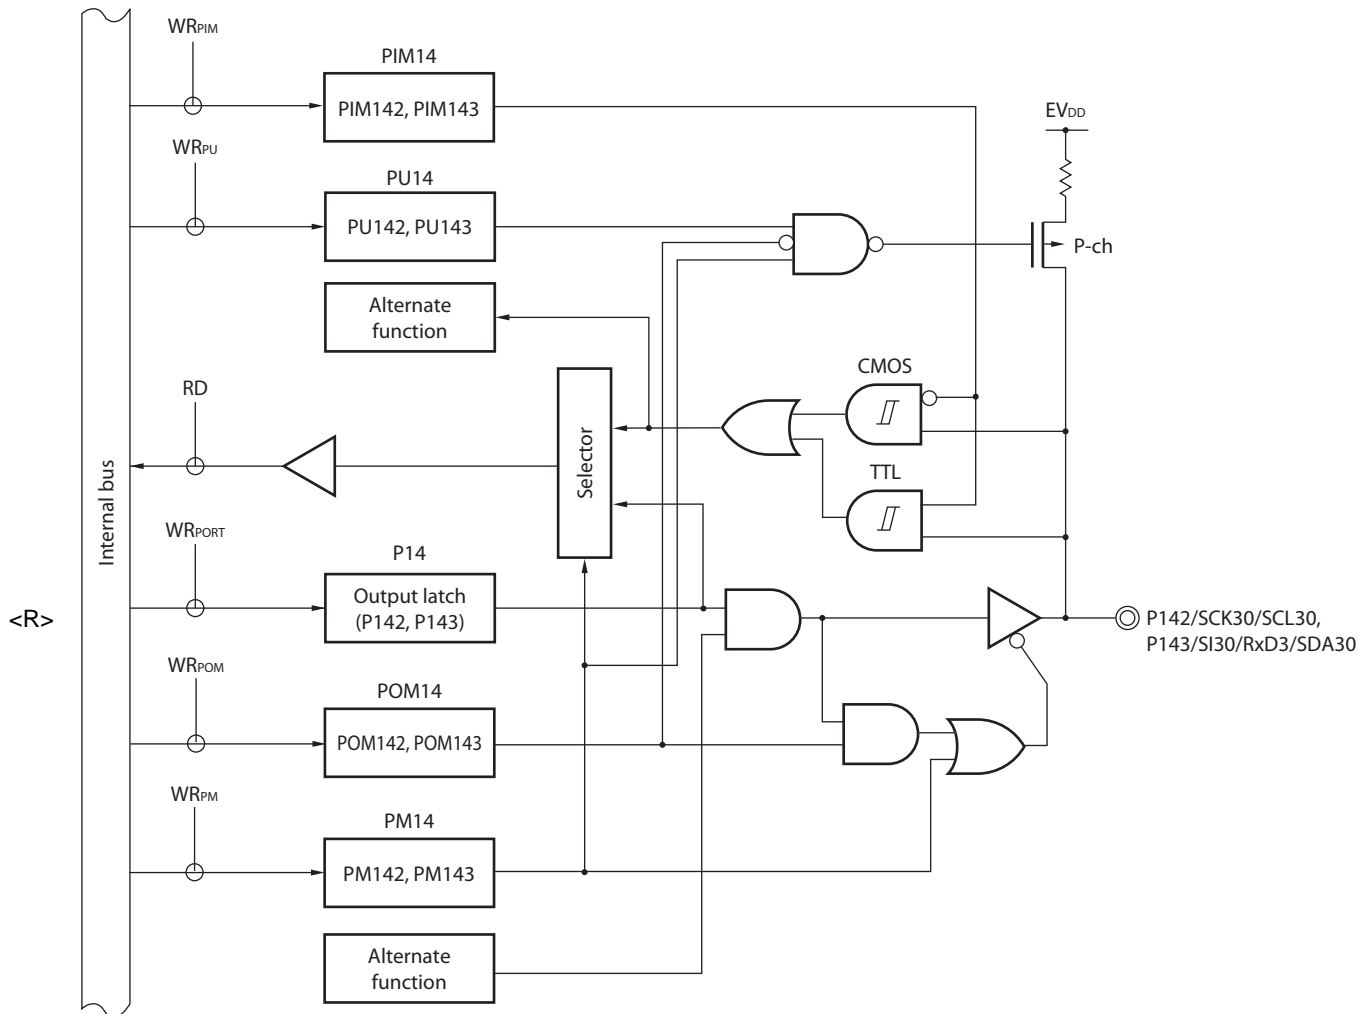 WRPIM
PIM14
PIM142, PIM143
EVDD
WRPU
PU14
PU142, PU143
P-ch
Alternate
function
CMOS
RD
Selector
TTL
Internal bus
WRPORT
P14
Output latch
(P142, P143)
<R>
P142/SCK30/SCL30,
P143/SI30/RxD3/SDA30
WRPOM
POM14
POM142, POM143
WRPM
PM14
PM142, PM143
Alternate
function